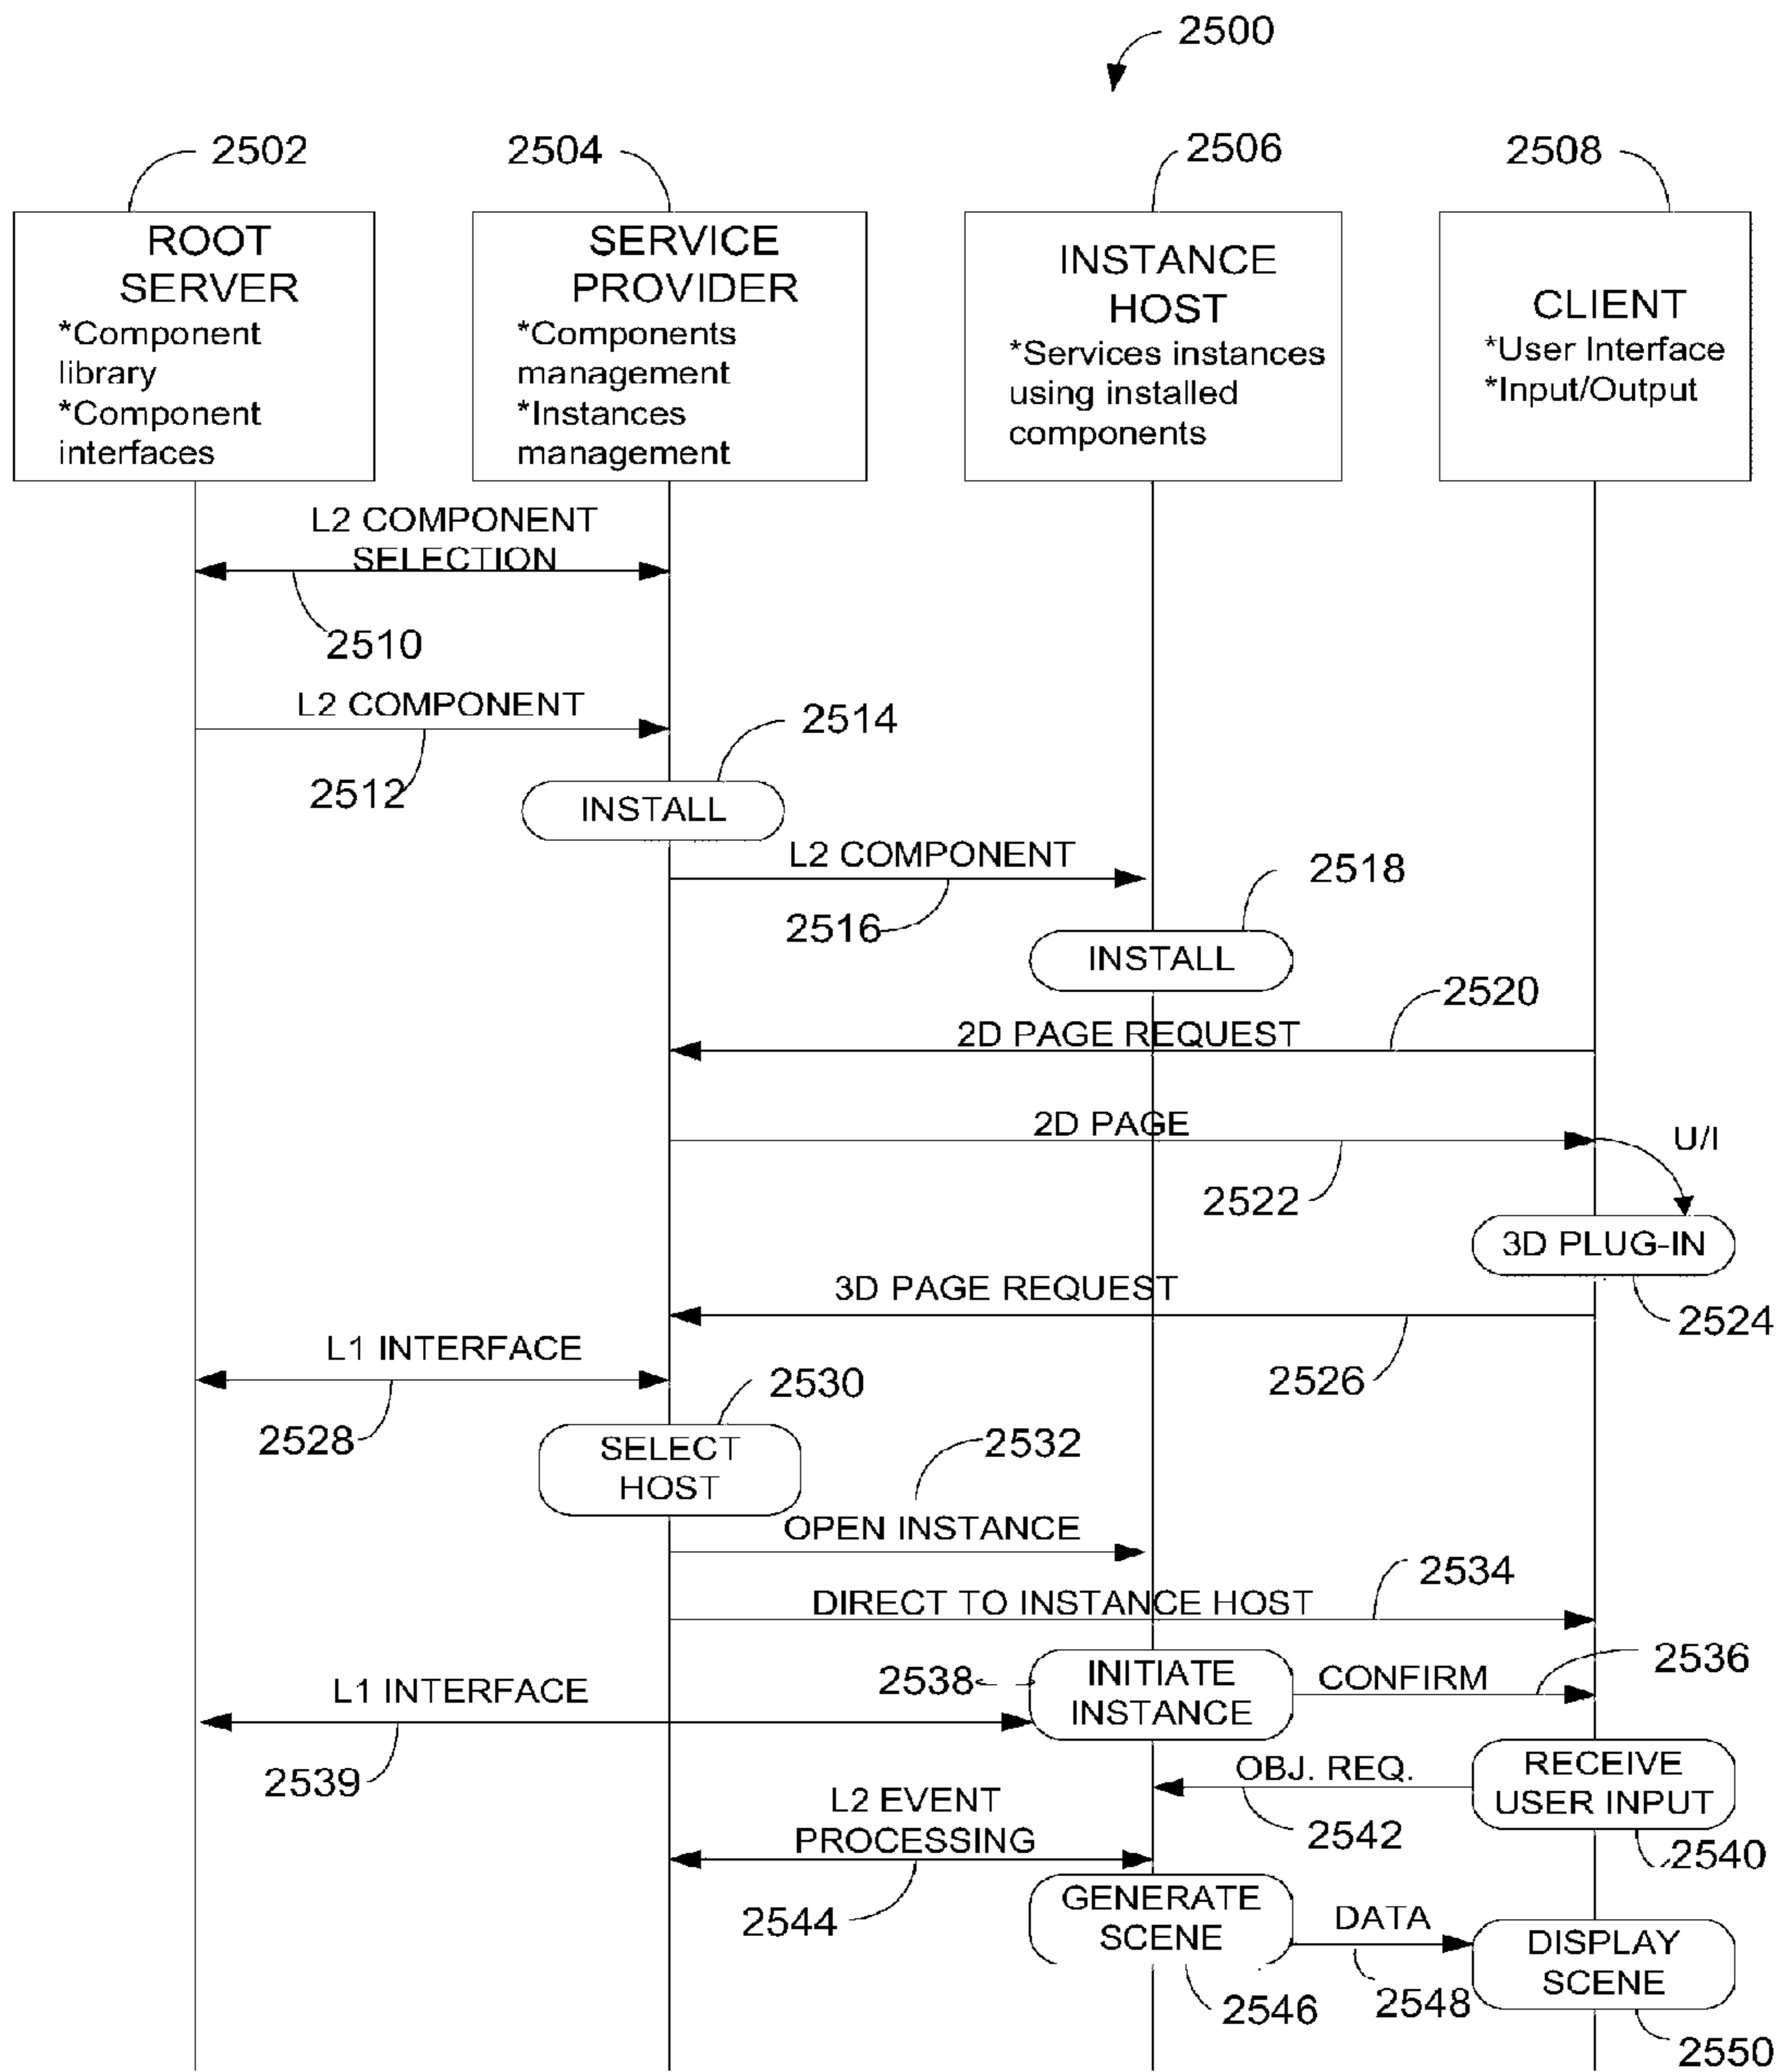 2500
2502
2504
2506
2508
ROOT
SERVER
*Component
library
*Component
interfaces
SERVICE
PROVIDER
*Components
management
*Instances
management
INSTANCE
HOST
*Services instances
using installed
components
CLIENT
*User Interface
*Input/Output
L2 COMPONENT
SELECTION
2510
L2 COMPONENT
2512
2514
INSTALL
L2 COMPONENT
2516
2518
INSTALL
2520
2D PAGE REQUEST
2D PAGE
U/I
2522
3D PLUG-IN
2524
3D PAGE REQUEST
2526
L1 INTERFACE
2528
2530
SELECT
HOST
2532
OPEN INSTANCE
2534
DIRECT TO INSTANCE HOST
2536
2538
INITIATE
INSTANCE
CONFIRM
L1 INTERFACE
2539
RECEIVE
USER INPUT
2540
OBJ. REQ.
2542
L2 EVENT
PROCESSING
2544
GENERATE
SCENE
2546
DATA
2548
DISPLAY
SCENE
2550